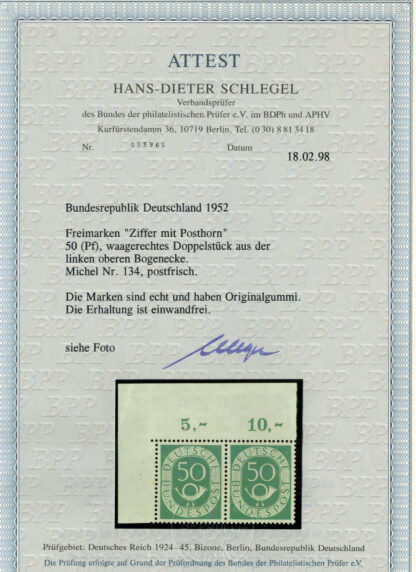 ATTEST
HANS-DIETER SCHLEGEL
Verbandsprüfer
des Bundes der philatelistischen Prüfer e.V. im BDPh und APHV
Kurfürstendamm 36, 10719 Berlin, Tel. (0 30) 8 81 34 18
Nr. Datum
18.02.98
Bundesrepublik Deutschland 1952
Freimarken "Ziffer mit Posthorn"
50 (Pf), waagerechtes Doppelstück aus der
linken oberen Bogenecke.
Michel Nr. 134, postfrisch.
Die Marken sind echt und haben Originalgummi.
Die Erhaltung ist einwandfrei.
siehe Foto
5,- 10,-
DEUTSCHE BUNDESPOST 50 DEUTSCHE BUNDESPOST 50
Prüfgebiet: Deutsches Reich 1924 - 45, Bizone, Berlin, Bundesrepublik Deutschland
Die Prüfung erfolgte auf Grund der Prüfordnung des Bundes der Philatelistischen Prüfer e.V.